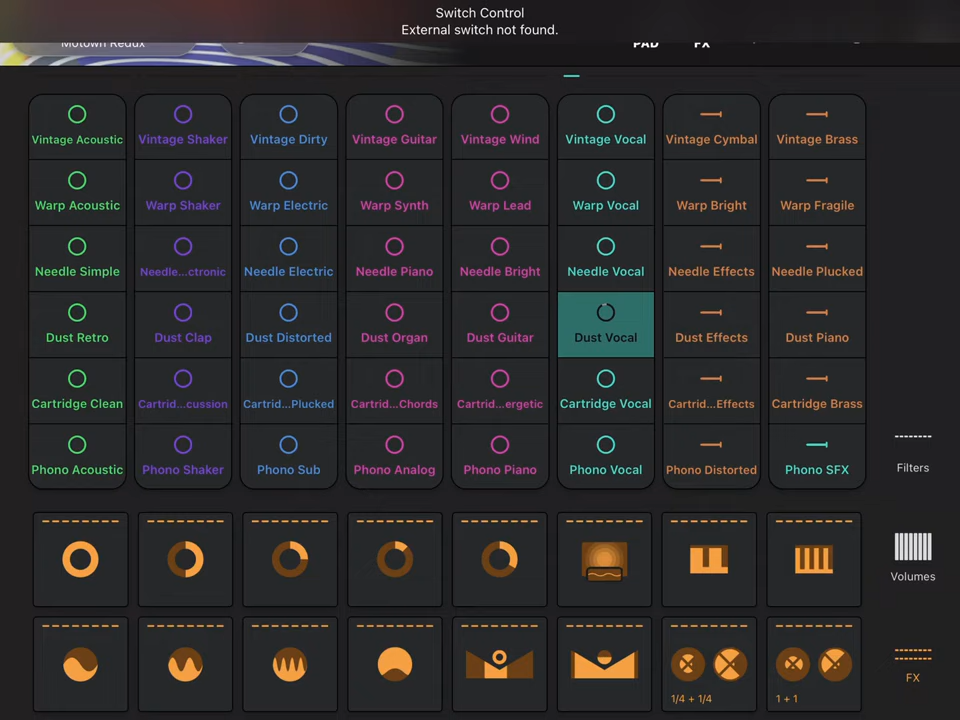 Switch Control
External switch not found.
Motown Redux
PAD FX
Vintage Acoustic Vintage Shaker Vintage Dirty Vintage Guitar Vintage Wind Vintage Vocal Vintage Cymbal Vintage Brass
Warp Acoustic Warp Shaker Warp Electric Warp Synth Warp Lead Warp Vocal Warp Bright Warp Fragile
Needle Simple Needle...ctronic Needle Electric Needle Piano Needle Bright Needle Vocal Needle Effects Needle Plucked
Dust Retro Dust Clap Dust Distorted Dust Organ Dust Guitar Dust Vocal Dust Effects Dust Piano
Cartridge Clean Cartrid...cussion Cartrid...Plucked Cartrid...Chords Cartrid...ergetic Cartridge Vocal Cartrid...Effects Cartridge Brass
Phono Acoustic Phono Shaker Phono Sub Phono Analog Phono Piano Phono Vocal Phono Distorted Phono SFX
Filters
Volumes
FX
1/4 + 1/4 1 + 1